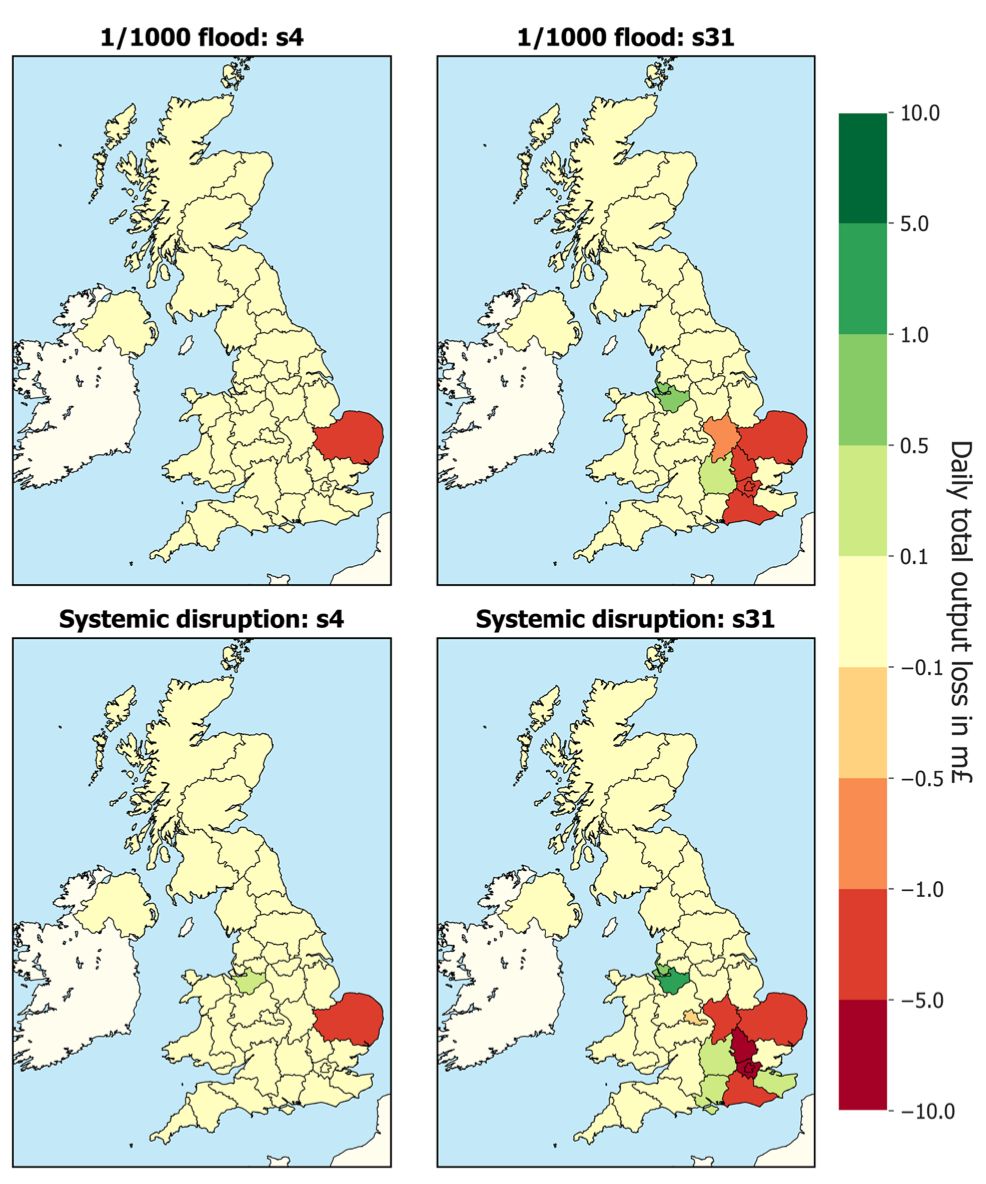 1/1000 flood: s4
1/1000 flood: s31
Systemic disruption: s4
Systemic disruption: s31
10.0
5.0
1.0
0.5
0.1
−0.1
−0.5
−1.0
−5.0
−10.0
Daily total output loss in m£